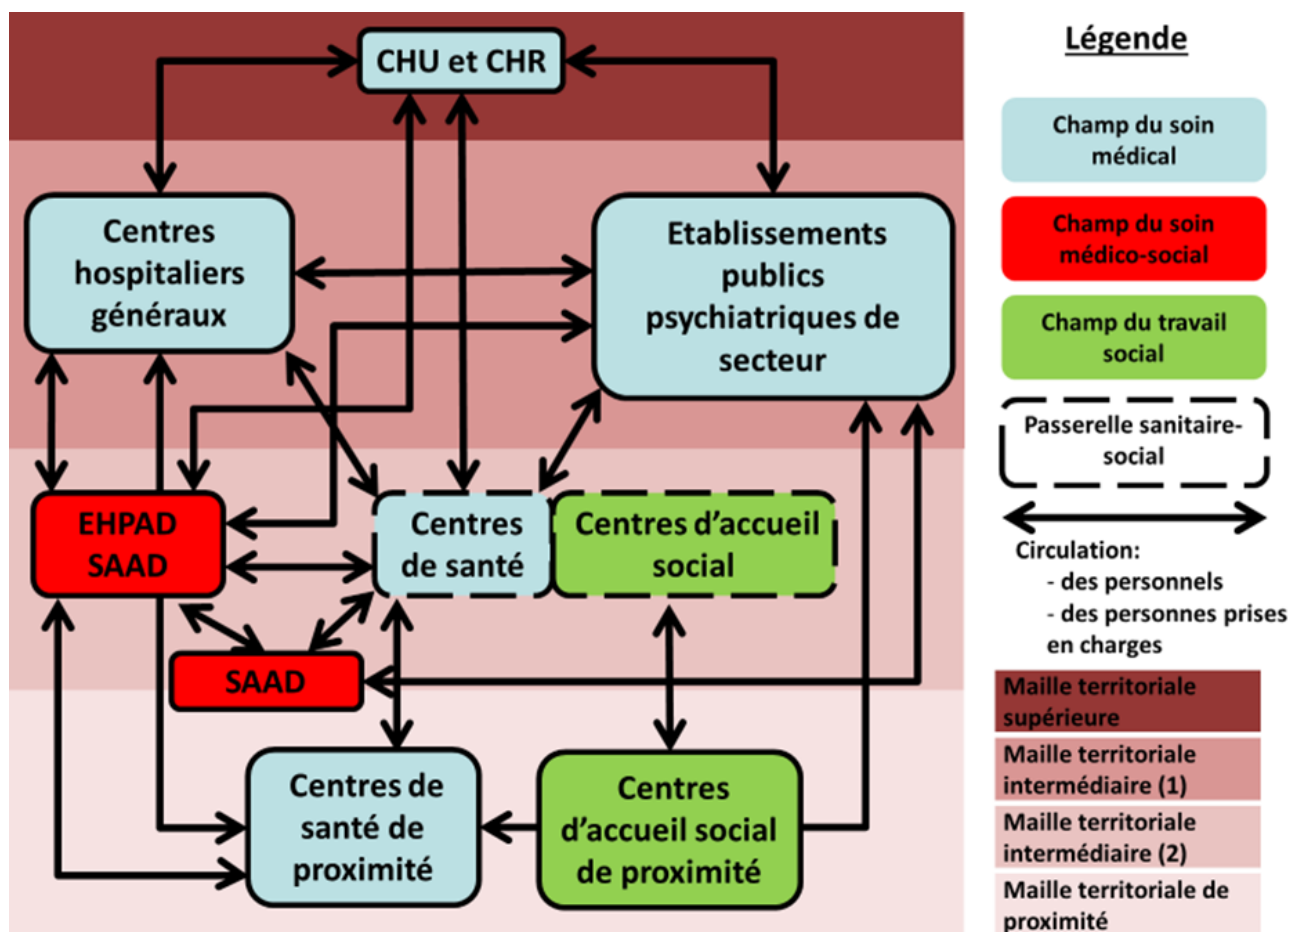 CHU et CHR
Centres
hospitaliers
généraux
Etablissements
publics
psychiatriques de
secteur
EHPAD
SAAD
Centres
de santé
Centres d'accueil
social
SAAD
Centres de
santé de
proximité
Centres
d'accueil social
de proximité
Légende
Champ du soin
médical
Champ du soin
médico-social
Champ du travail
social
Passerelle sanitaire-
social
Circulation:
- des personnels
- des personnes prises
en charges
Maille territoriale
supérieure
Maille territoriale
intermédiaire (1)
Maille territoriale
intermédiaire (2)
Maille territoriale de
proximité